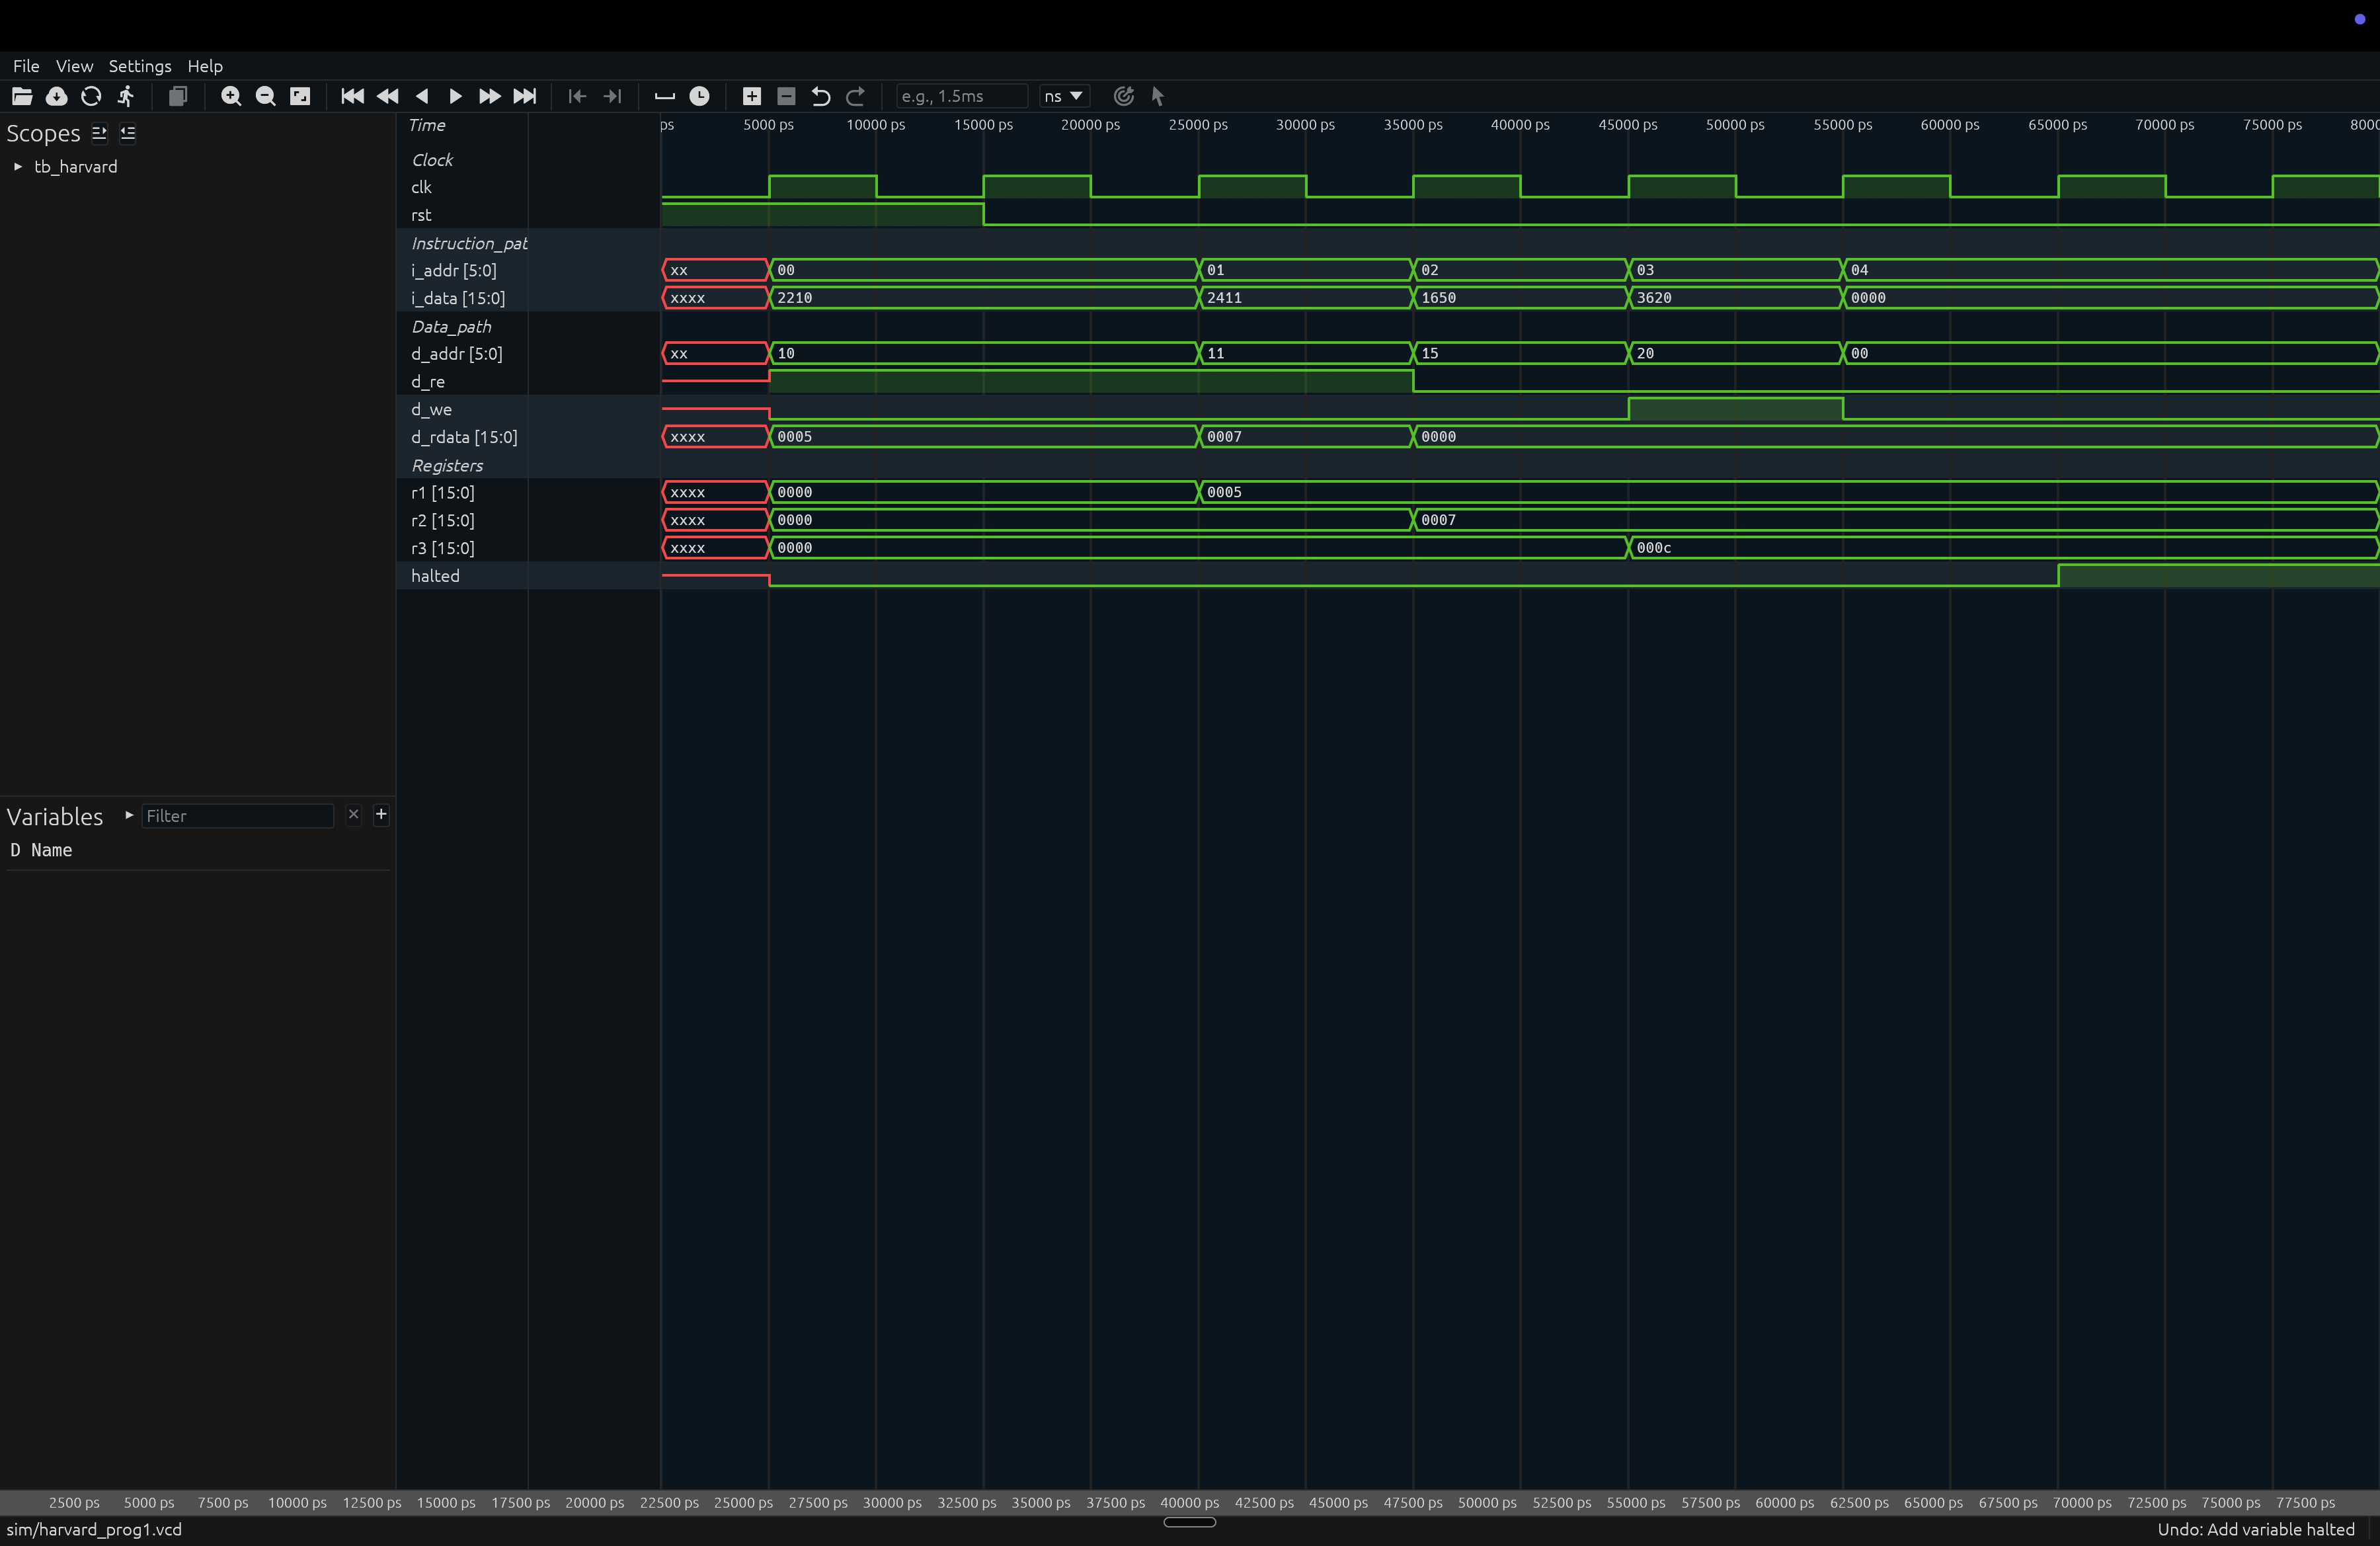 File View Settings Help
e.g., 1.5ms ns
Scopes
tb_harvard
Time ps 5000 ps 10000 ps 15000 ps 20000 ps 25000 ps 30000 ps 35000 ps 40000 ps 45000 ps 50000 ps 55000 ps 60000 ps 65000 ps 70000 ps 75000 ps 8000
Clock
clk
rst
Instruction_pat
i_addr [5:0] xx 00 01 02 03 04
i_data [15:0] xxxx 2210 2411 1650 3620 0000
Data_path
d_addr [5:0] xx 10 11 15 20 00
d_re
d_we
d_rdata [15:0] xxxx 0005 0007 0000
Registers
r1 [15:0] xxxx 0000 0005
r2 [15:0] xxxx 0000 0007
r3 [15:0] xxxx 0000 000c
halted
Variables Filter
D Name
2500 ps 5000 ps 7500 ps 10000 ps 12500 ps 15000 ps 17500 ps 20000 ps 22500 ps 25000 ps 27500 ps 30000 ps 32500 ps 35000 ps 37500 ps 40000 ps 42500 ps 45000 ps 47500 ps 50000 ps 52500 ps 55000 ps 57500 ps 60000 ps 62500 ps 65000 ps 67500 ps 70000 ps 72500 ps 75000 ps 77500 ps
sim/harvard_prog1.vcd Undo: Add variable halted